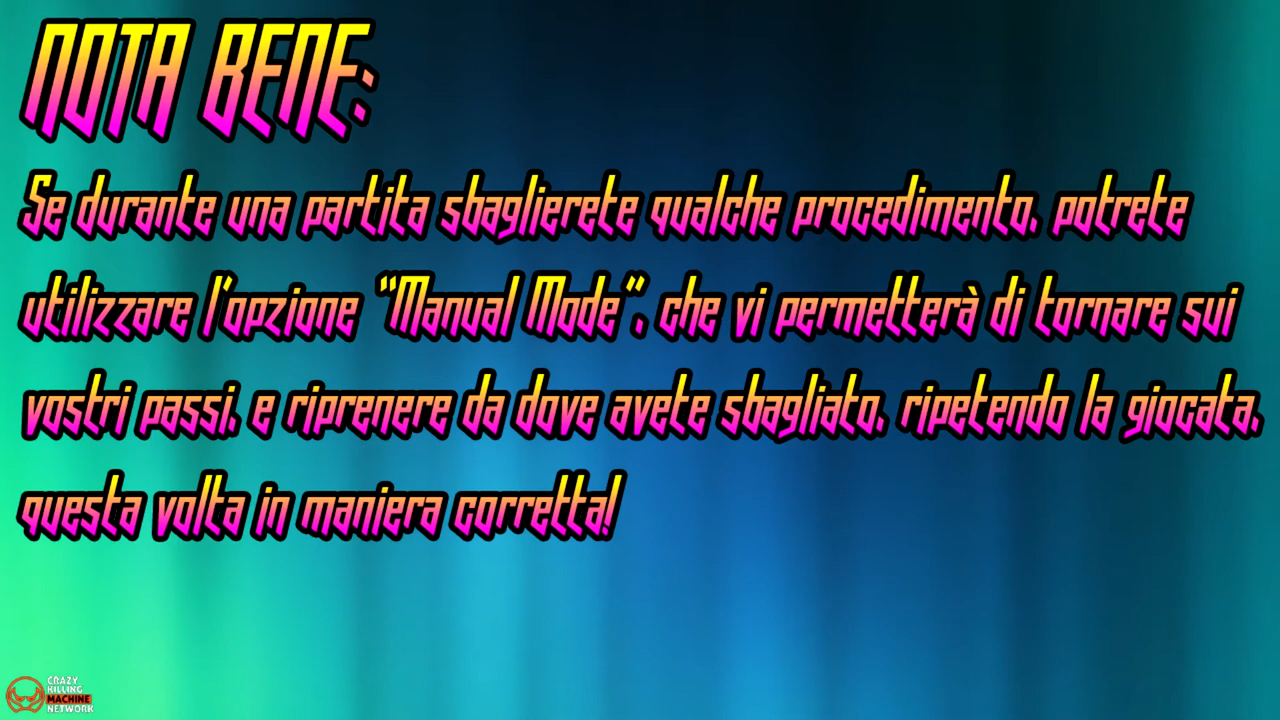 NOTA BENE:
Se durante una partita sbaglierete qualche procedimento, potrete
utilizzare l'opzione "Manual Mode", che vi permetterà di tornare sui
vostri passi, e riprenere da dove avete sbagliato, ripetendo la giocata,
questa volta in maniera corretta!
CRAZY
KILLING
MACHINE
NETWORK